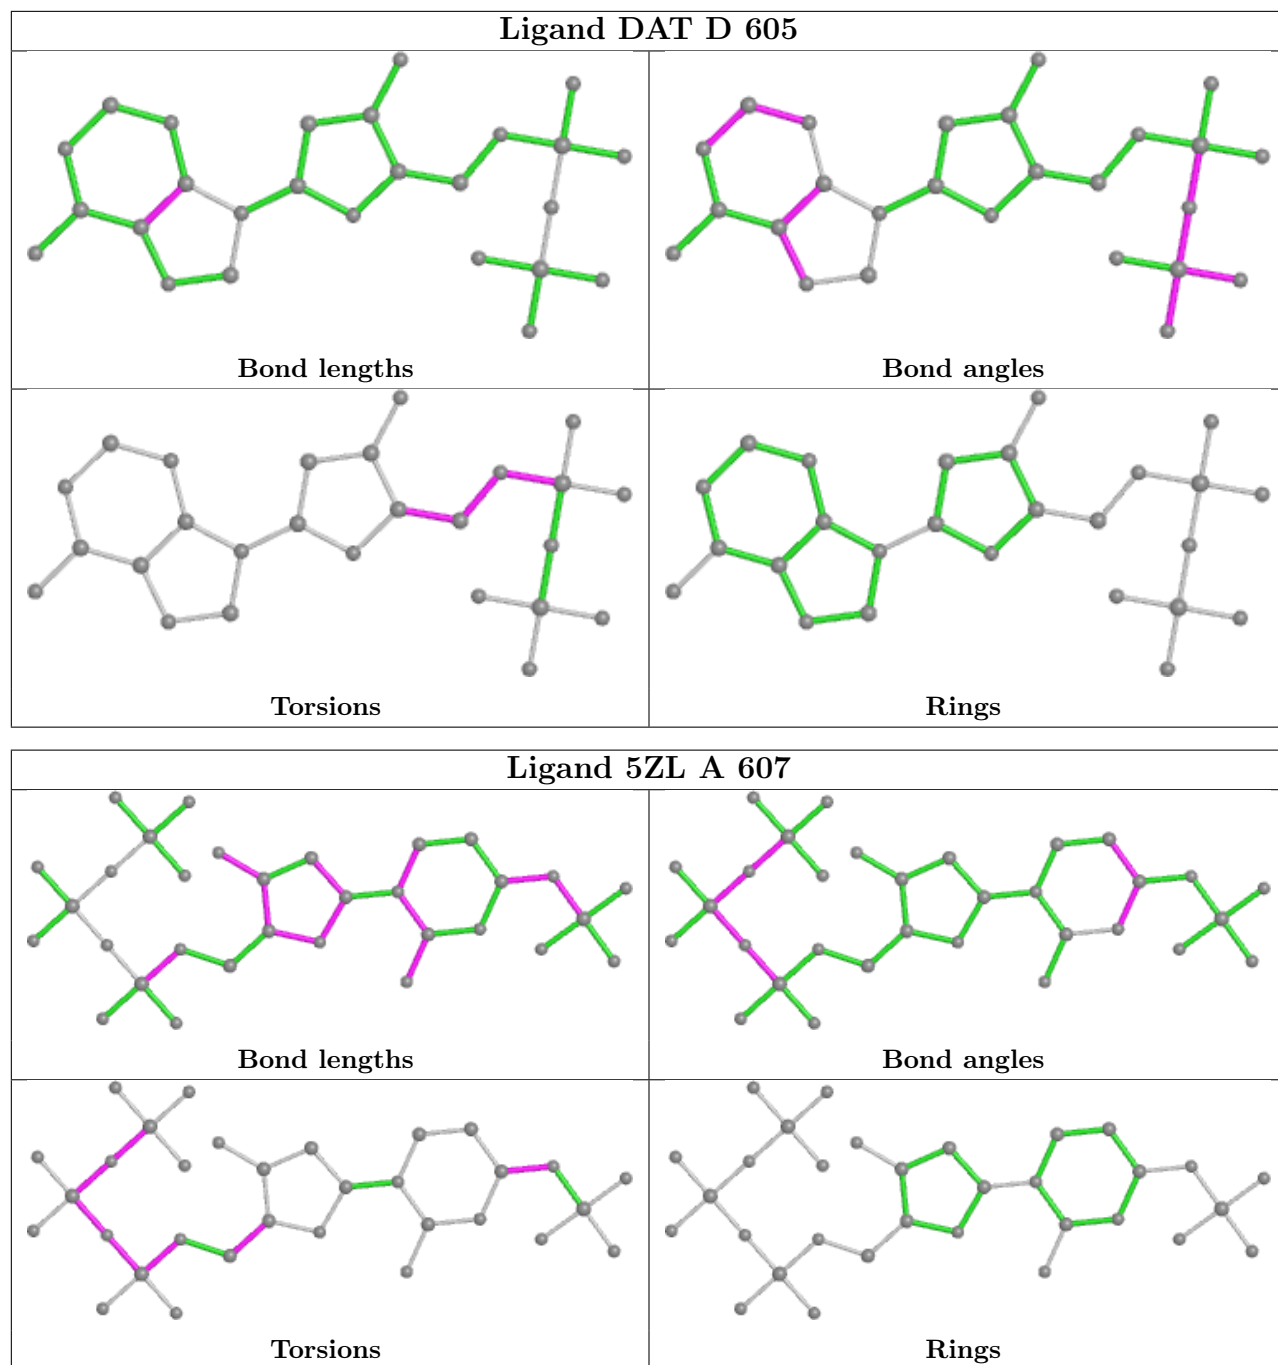 Ligand DAT D 605
Bond lengths
Bond angles
Torsions
Rings
Ligand 5ZL A 607
Bond lengths
Bond angles
Torsions
Rings